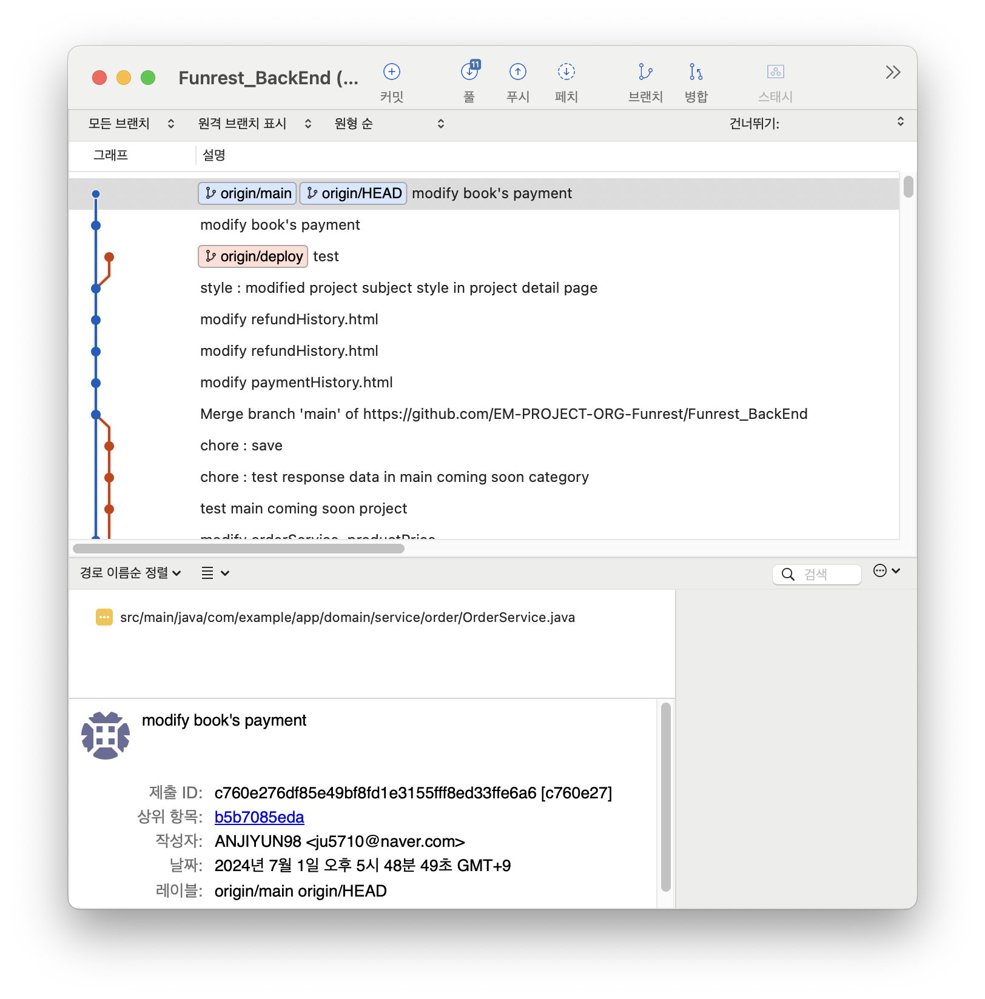 Funrest_BackEnd (...
커밋
11
풀
푸시
페치
브랜치
병합
스태시
모든 브랜치
원격 브랜치 표시
원형 순
건너뛰기:
그래프
설명
origin/main origin/HEAD modify book's payment
modify book's payment
origin/deploy test
style : modified project subject style in project detail page
modify refundHistory.html
modify refundHistory.html
modify paymentHistory.html
Merge branch 'main' of https://github.com/EM-PROJECT-ORG-Funrest/Funrest_BackEnd
chore : save
chore : test response data in main coming soon category
test main coming soon project
modify orderService, productPrice
경로 이름순 정렬
검색
src/main/java/com/example/app/domain/service/order/OrderService.java
modify book's payment
제출 ID: c760e276df85e49bf8fd1e3155fff8ed33ffe6a6 [c760e27]
상위 항목: b5b7085eda
작성자: ANJIYUN98 <ju5710@naver.com>
날짜: 2024년 7월 1일 오후 5시 48분 49초 GMT+9
레이블: origin/main origin/HEAD